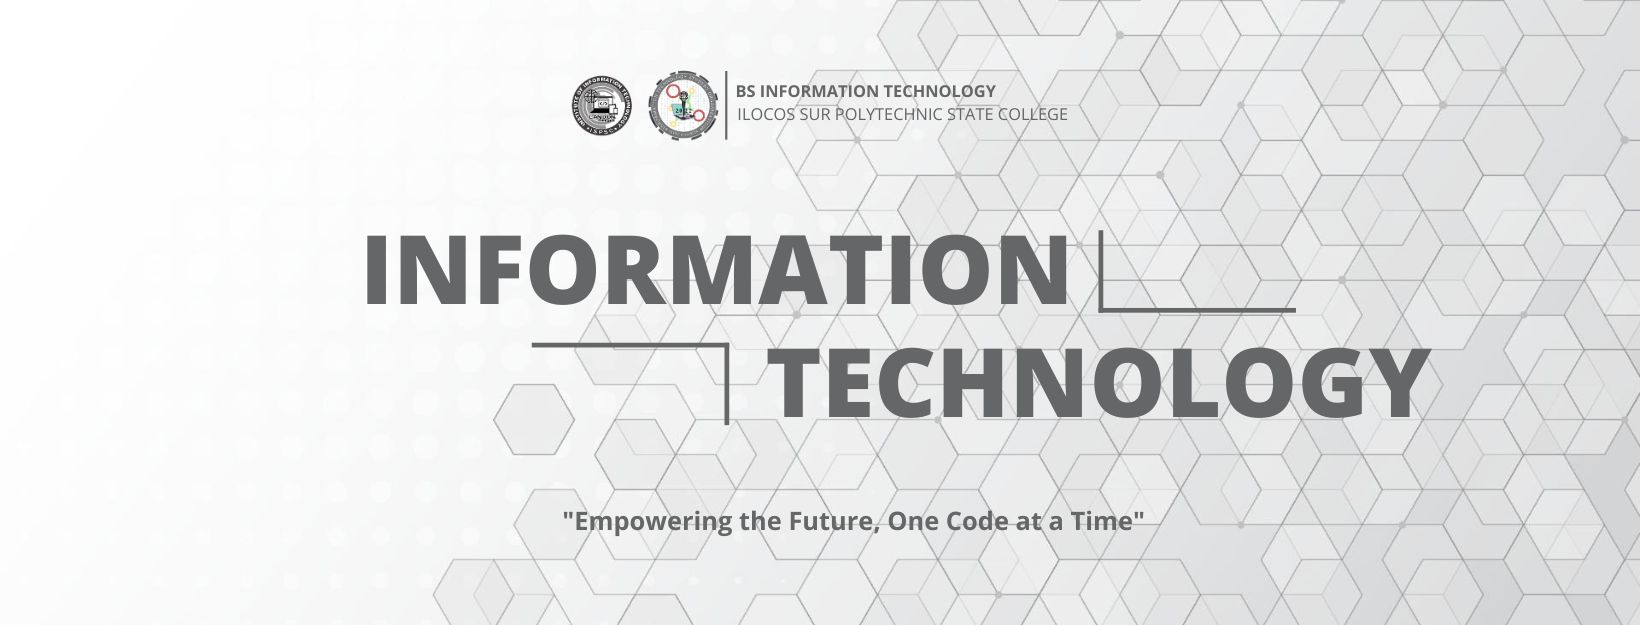 BS INFORMATION TECHNOLOGY
ILOCOS SUR POLYTECHNIC STATE COLLEGE
INFORMATION
TECHNOLOGY
"Empowering the Future, One Code at a Time"